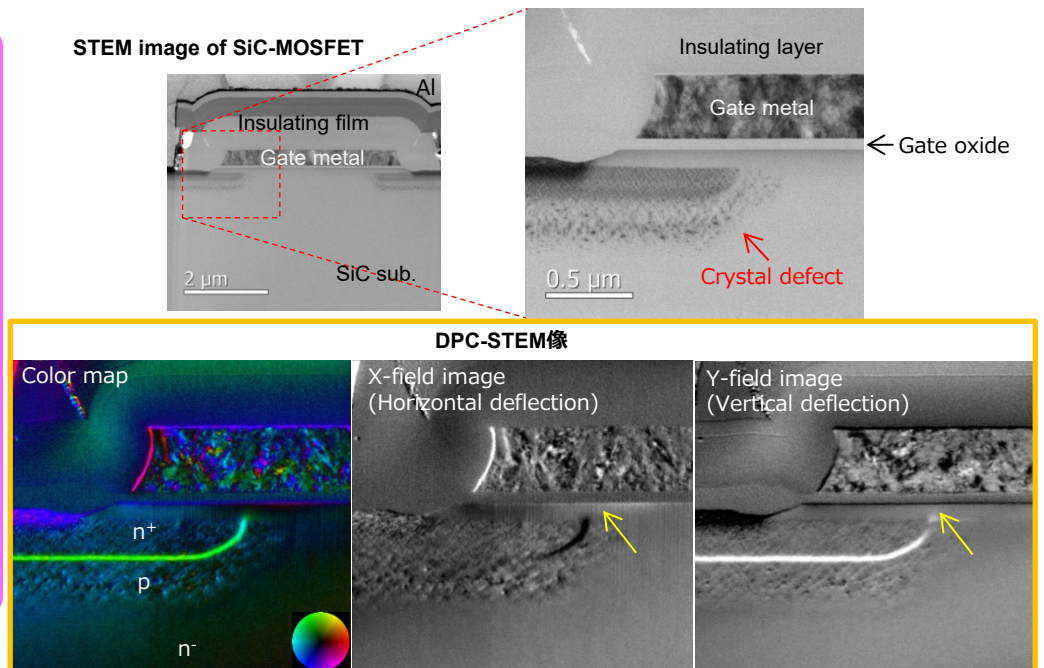 STEM image of SiC-MOSFET
Al
Insulating film
Gate metal
SiC sub.
2 μm
Insulating layer
Gate metal
Gate oxide
Crystal defect
0.5 μm
DPC-STEM像
Color map
n+
p
n-
X-field image
(Horizontal deflection)
Y-field image
(Vertical deflection)